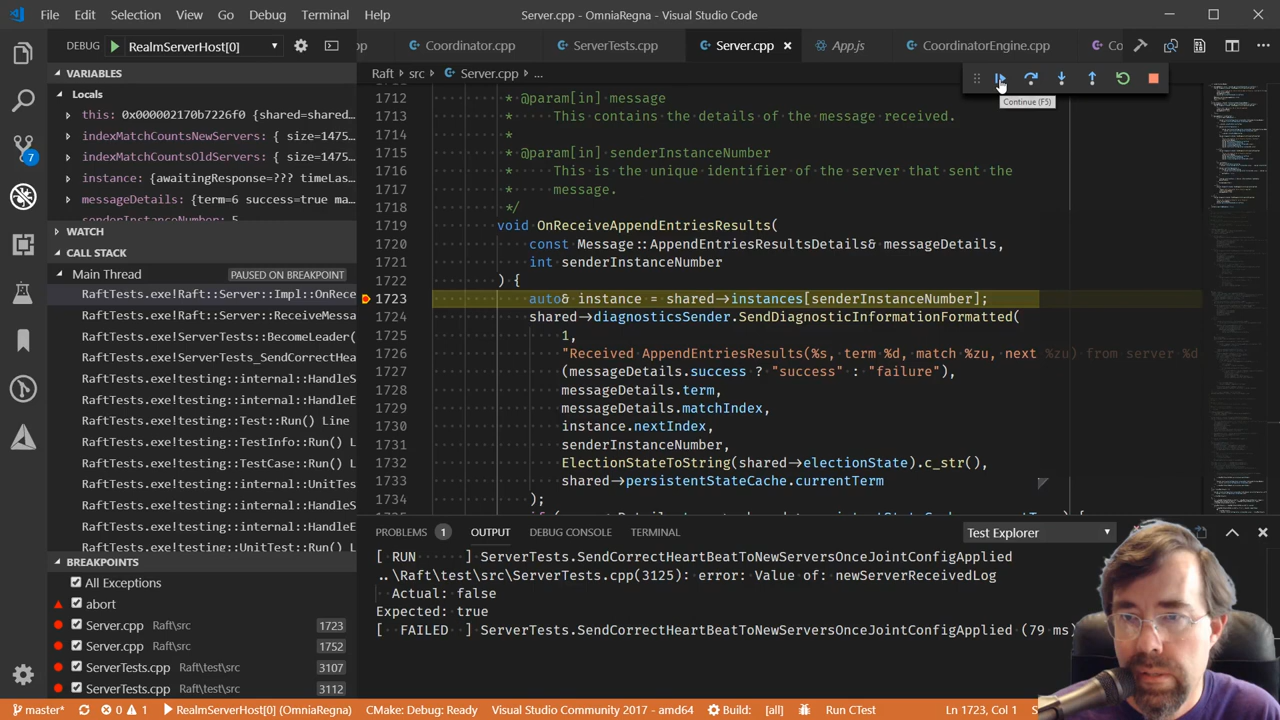 File Edit Selection View Go Debug Terminal Help
Server.cpp - OmniaRegna - Visual Studio Code
DEBUG RealmServerHost[0]
pp Coordinator.cpp ServerTests.cpp Server.cpp App.js CoordinatorEngine.cpp Co
VARIABLES
Locals
this: 0x000002170b7226f0 {shared=shared…
indexMatchCountsNewServers: { size=1475…
indexMatchCountsOldServers: { size=1475…
instance: {awaitingResponse=??? timeLas…
messageDetails: {term=6 success=true ma…
senderInstanceNumber: 5
WATCH
CALL STACK
Main Thread PAUSED ON BREAKPOINT
RaftTests.exe!Raft::Server::Impl::OnRece
RaftTests.exe!Raft::Server::ReceiveMessa
RaftTests.exe!ServerTests::BecomeLeader(
RaftTests.exe!ServerTests_SendCorrectHea
RaftTests.exe!testing::internal::HandleS
RaftTests.exe!testing::internal::HandleE
RaftTests.exe!testing::Test::Run() L
RaftTests.exe!testing::TestInfo::Run() L
RaftTests.exe!testing::TestCase::Run() L
RaftTests.exe!testing::internal::UnitTes
RaftTests.exe!testing::internal::HandleS
RaftTests.exe!testing::internal::HandleE
RaftTests.exe!testing::UnitTest::Run() L
BREAKPOINTS
All Exceptions
abort
Server.cpp Raft\src 1723
Server.cpp Raft\src 1752
ServerTests.cpp Raft\test\src 3107
ServerTests.cpp Raft\test\src 3112
Raft > src > Server.cpp > ...
Continue (F5)
1712 * @param[in] message
1713 * This contains the details of the message received.
1714 *
1715 * @param[in] senderInstanceNumber
1716 * This is the unique identifier of the server that sent the
1717 * message.
1718 */
1719 void OnReceiveAppendEntriesResults(
1720 const Message::AppendEntriesResultsDetails& messageDetails,
1721 int senderInstanceNumber
1722 ) {
1723 auto& instance = shared->instances[senderInstanceNumber];
1724 shared->diagnosticsSender.SendDiagnosticInformationFormatted(
1725 1,
1726 "Received AppendEntriesResults(%s, term %d, match %zu, next %zu) from server %d
1727 (messageDetails.success ? "success" : "failure"),
1728 messageDetails.term,
1729 messageDetails.matchIndex,
1730 instance.nextIndex,
1731 senderInstanceNumber,
1732 ElectionStateToString(shared->electionState).c_str(),
1733 shared->persistentStateCache.currentTerm
1734 );
PROBLEMS 1 OUTPUT DEBUG CONSOLE TERMINAL Test Explorer
[ RUN ] ServerTests.SendCorrectHeartBeatToNewServersOnceJointConfigApplied
..\Raft\test\src\ServerTests.cpp(3125): error: Value of: newServerReceivedLog
Actual: false
Expected: true
[ FAILED ] ServerTests.SendCorrectHeartBeatToNewServersOnceJointConfigApplied (79 ms)
7
master* 0 1 RealmServerHost[0] (OmniaRegna) CMake: Debug: Ready Visual Studio Community 2017 - amd64 Build: [all] Run CTest Ln 1723, Col 1